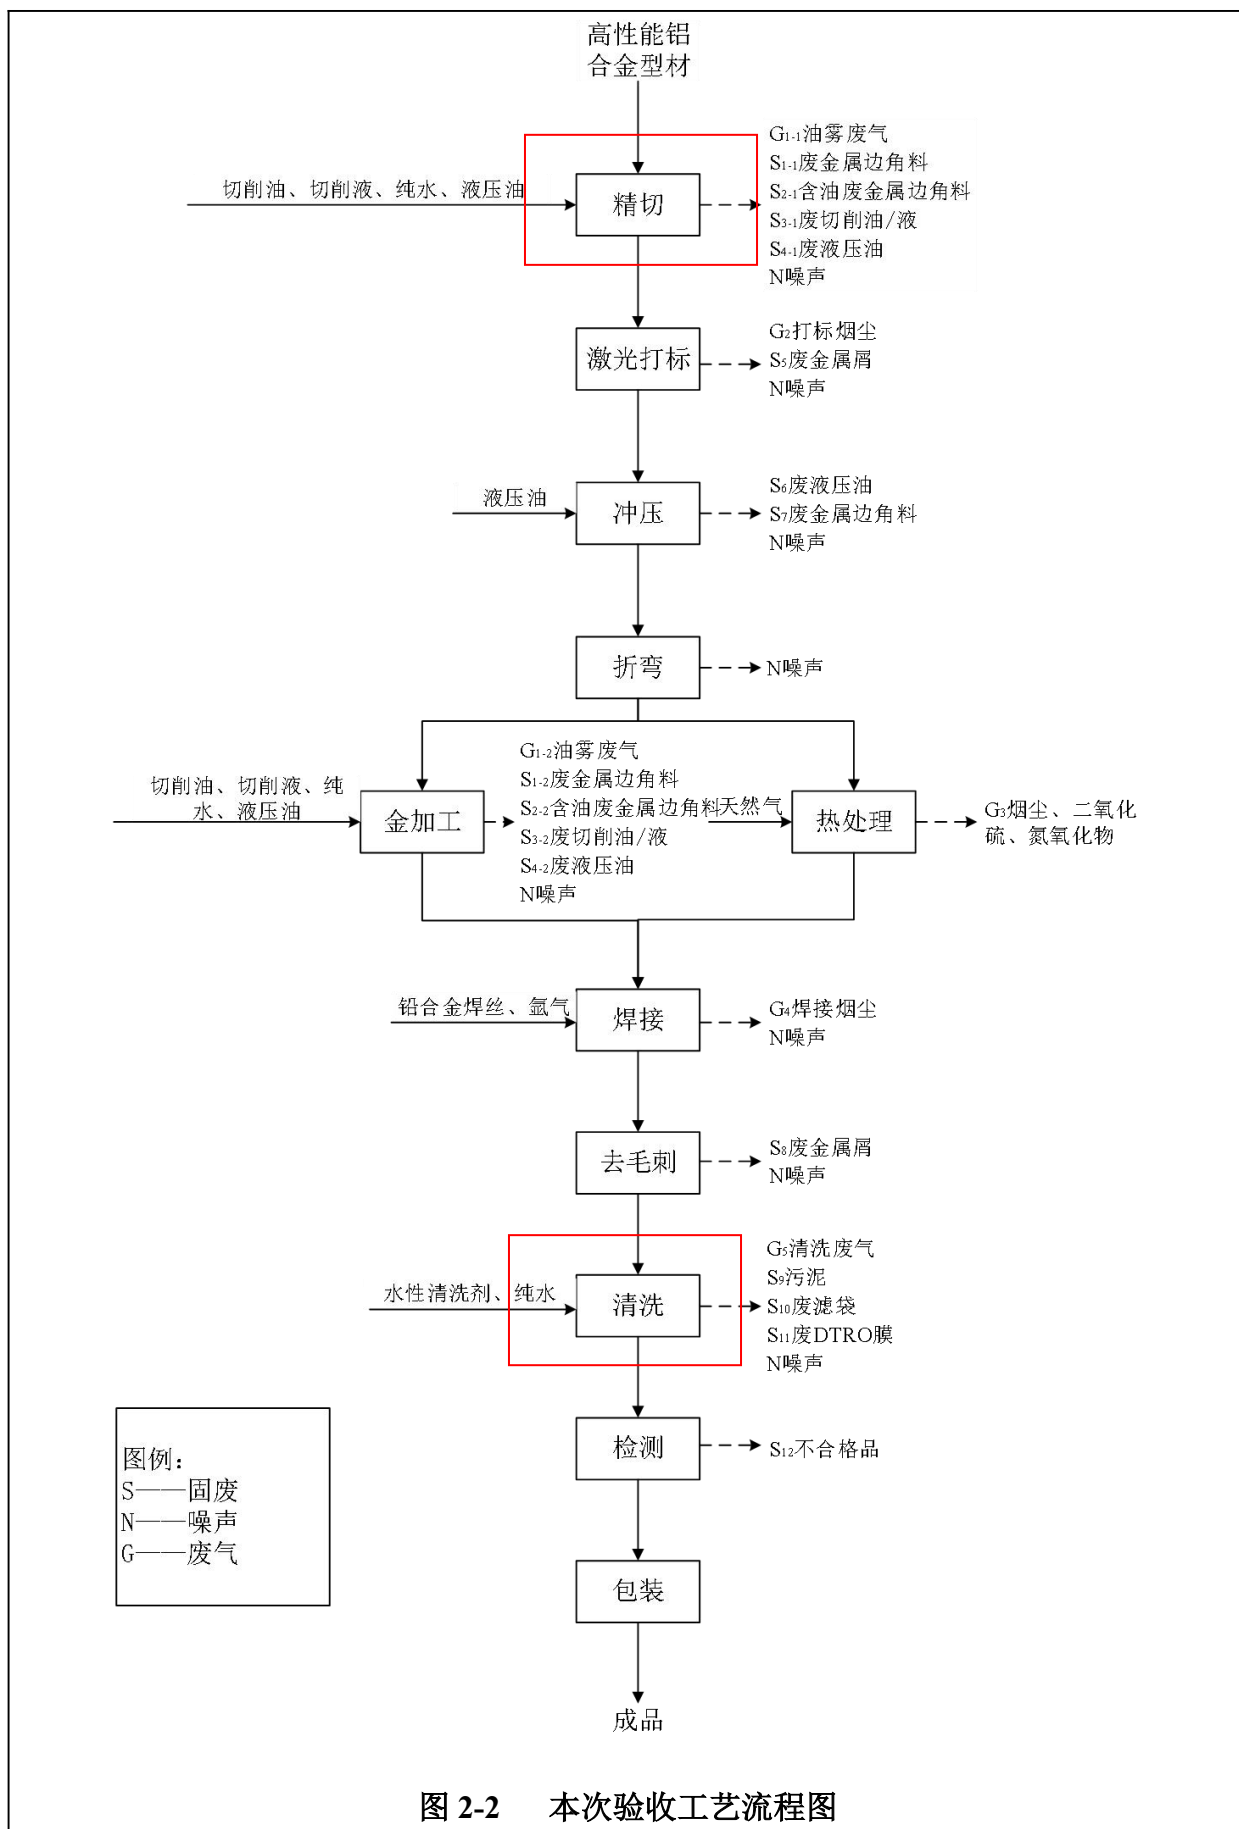 高性能铝
合金型材
G1-1油雾废气
S1-1废金属边角料
切削油、切削液、纯水、液压油
精切
S2-1含油废金属边角料
S3-1废切削油/液
S4-1废液压油
N噪声
激光打标
G2打标烟尘
S5废金属屑
N噪声
液压油
冲压
S6废液压油
S7废金属边角料
N噪声
折弯
N噪声
切削油、切削液、纯
水、液压油
金加工
G1-2油雾废气
S1-2废金属边角料
S2-2含油废金属边角料
S3-2废切削油/液
S4-2废液压油
N噪声
天然气
热处理
G3烟尘、二氧化
硫、氮氧化物
铅合金焊丝、氩气
焊接
G4焊接烟尘
N噪声
去毛刺
S8废金属屑
N噪声
水性清洗剂、纯水
清洗
G5清洗废气
S9污泥
S10废滤袋
S11废DTRO膜
N噪声
检测
S12不合格品
图例：
S——固废
N——噪声
G——废气
包装
成品
图 2-2 本次验收工艺流程图